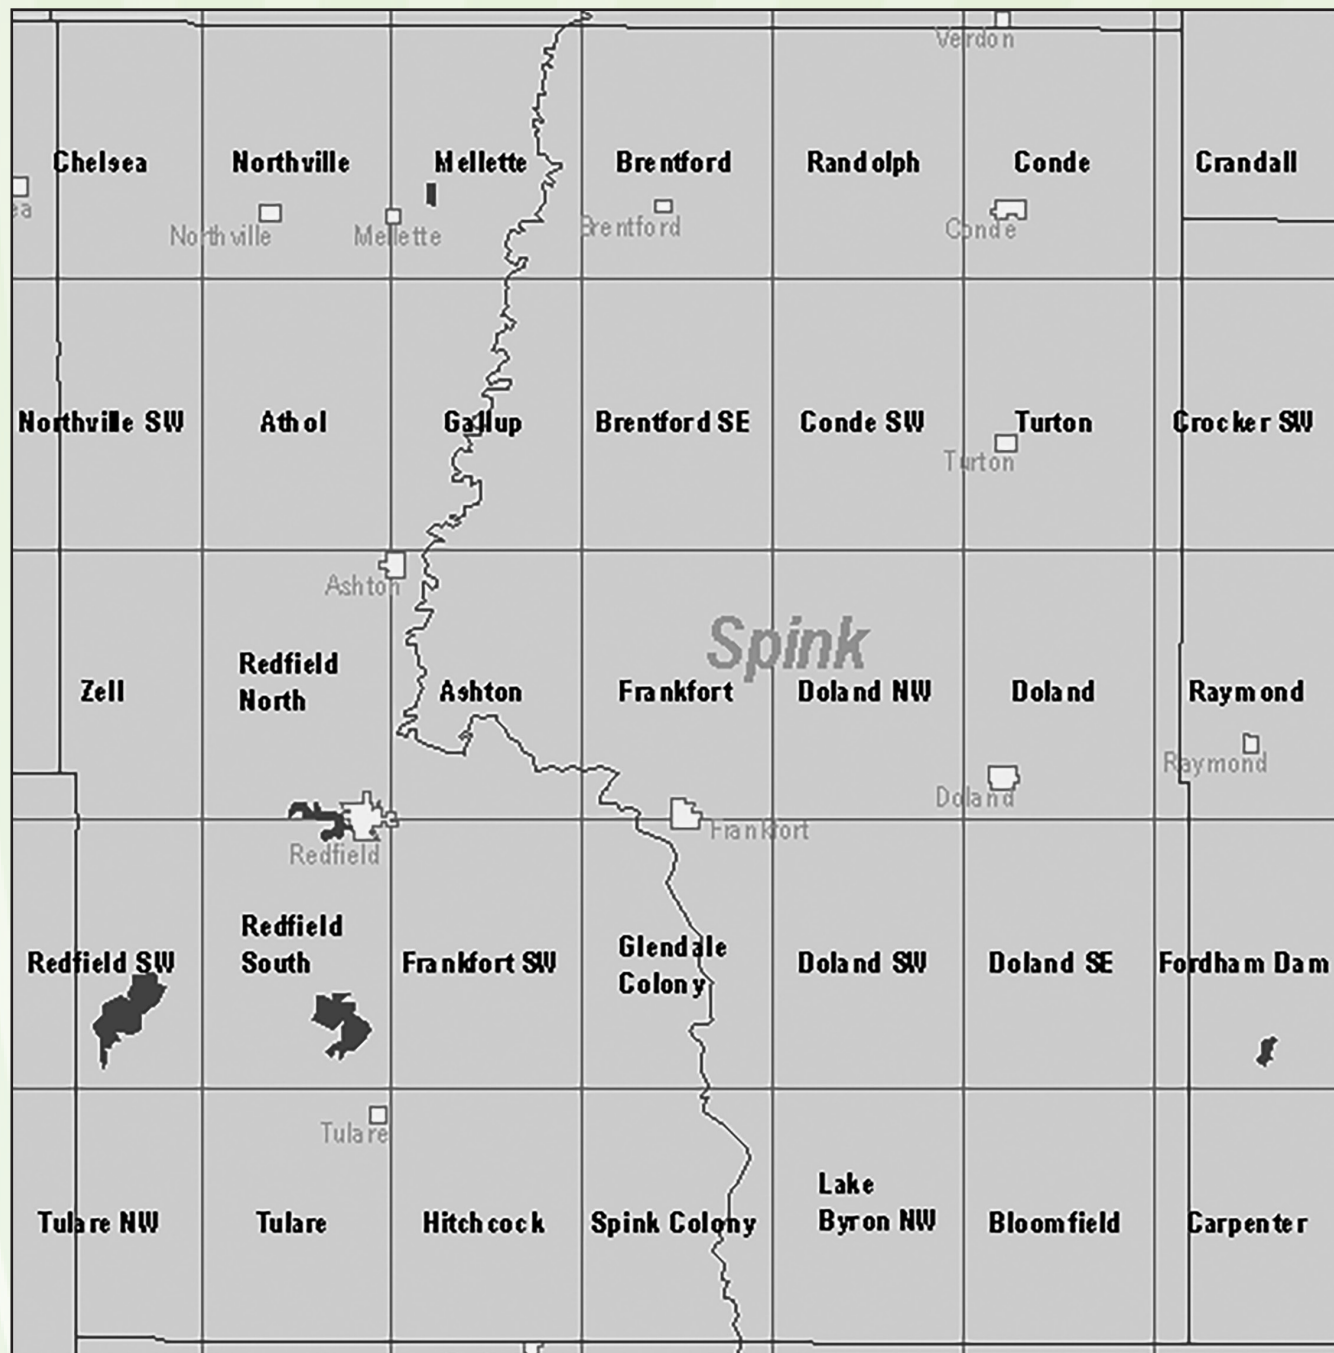 Verdon
Chelsea
Northville
Mellette
Brentford
Randolph
Conde
Crandall
ea
Northville
Mellette
Brentford
Conde
Northville SW
Athol
Gallup
Brentford SE
Conde SW
Turton
Crocker SW
Turton
Ashton
Spink
Zell
Redfield
North
Ashton
Frankfort
Doland NW
Doland
Raymond
Raymond
Doland
Frankfort
Redfield
Redfield SW
Redfield
South
Frankfort SW
Glendale
Colony
Doland SW
Doland SE
Fordham Dam
Tulare
Tulare NW
Tulare
Hitchcock
Spink Colony
Lake
Byron NW
Bloomfield
Carpenter